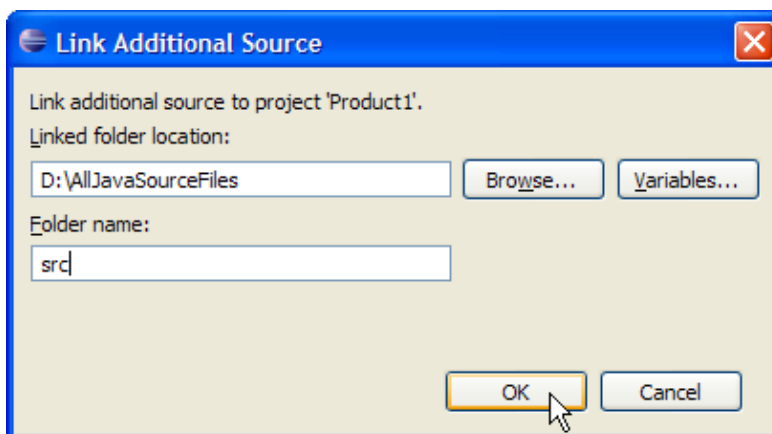 Link Additional Source
Link additional source to project 'Product1'.
Linked folder location:
D:\AllJavaSourceFiles
Browse...
Variables...
Folder name:
src
OK
Cancel